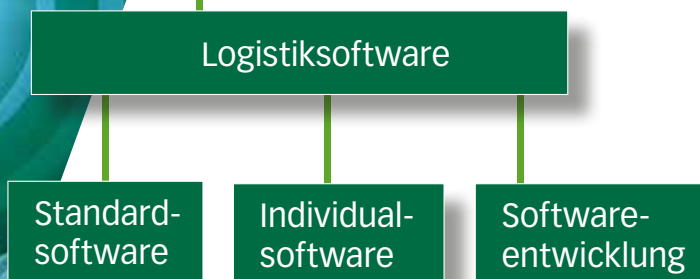 Logistiksoftware
Standard-
software
Individual-
software
Software-
entwicklung